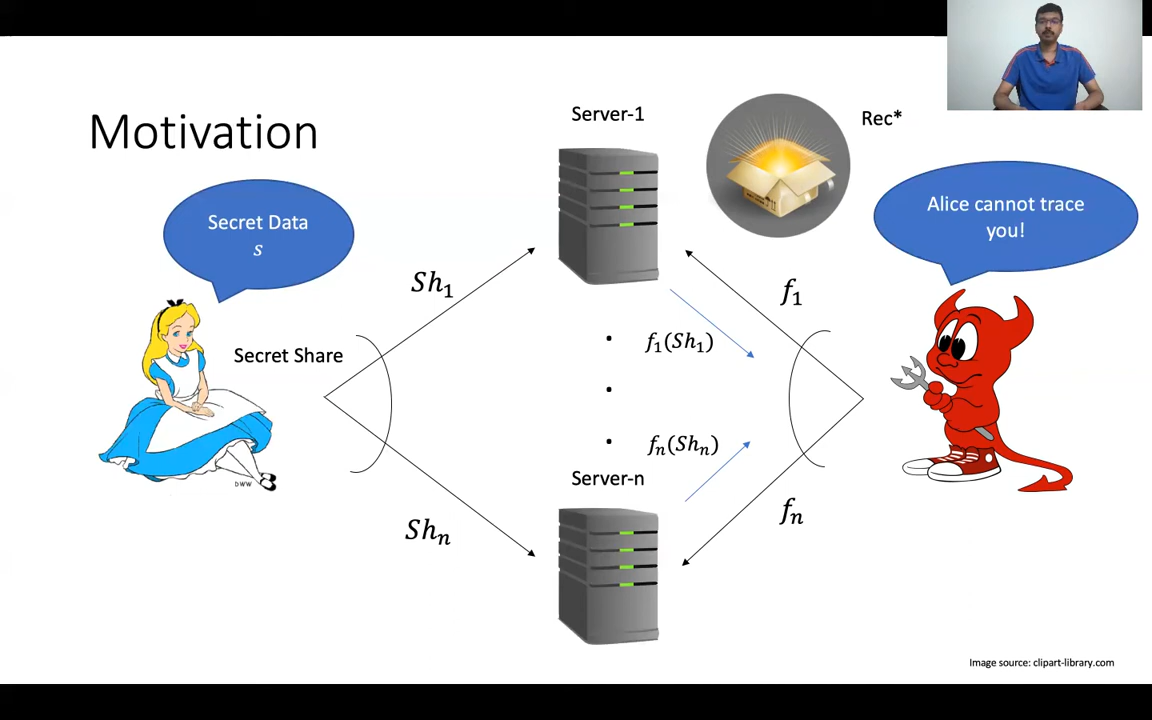 Motivation
Server-1
Rec*
Secret Data
s
Alice cannot trace
you!
Sh₁
f₁
Secret Share
f₁(Sh₁)
fₙ(Shₙ)
Server-n
Shₙ
fₙ
DWW
Image source: clipart-library.com